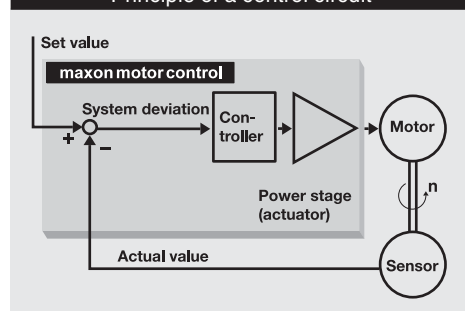 Principle of a control circuit
Set value
maxon motor control
System deviation
+
−
Con-
troller
Motor
Power stage
(actuator)
n
Actual value
Sensor